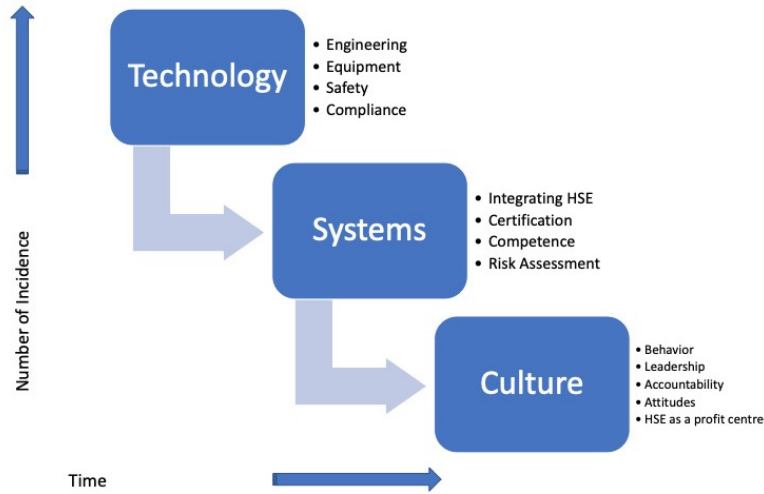 Technology
• Engineering
• Equipment
• Safety
• Compliance
Systems
• Integrating HSE
• Certification
• Competence
• Risk Assessment
Culture
• Behavior
• Leadership
• Accountability
• Attitudes
• HSE as a profit centre
Number of Incidence
Time